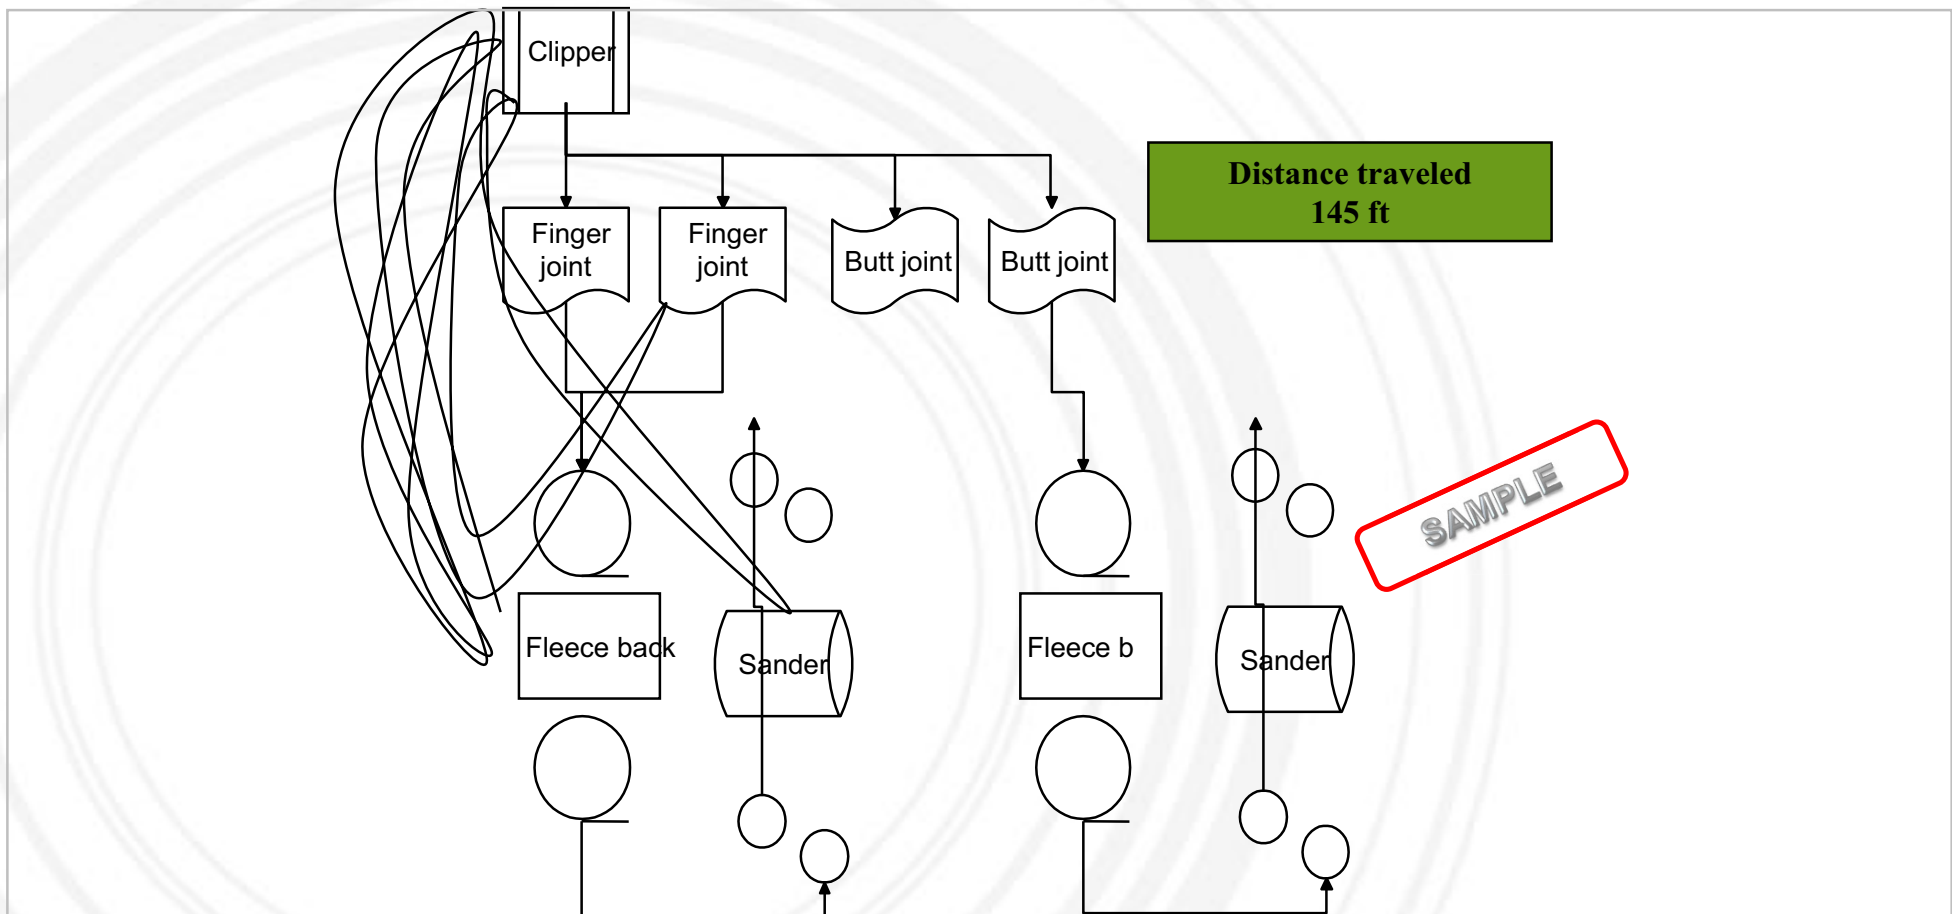 Clipper
Distance traveled
145 ft
Finger
joint
Finger
joint
Butt joint
Butt joint
SAMPLE
Fleece back
Sander
Fleece b
Sander